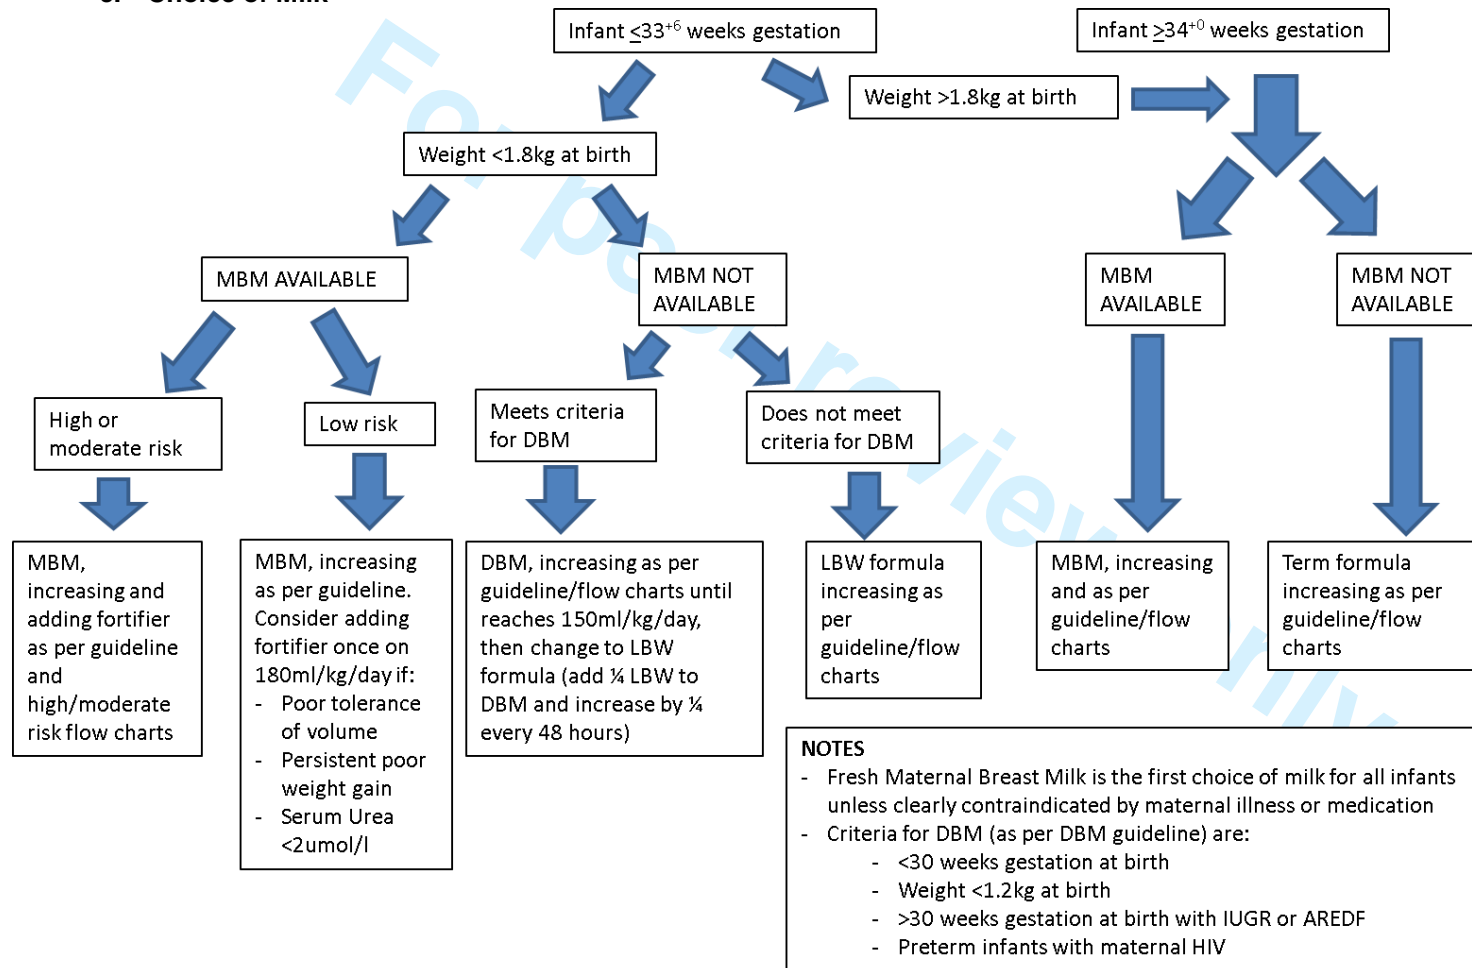 Infant <33+6 weeks gestation
Infant >34+0 weeks gestation
Weight >1.8kg at birth
Weight <1.8kg at birth
MBM AVAILABLE
MBM NOT
AVAILABLE
MBM
AVAILABLE
MBM NOT
AVAILABLE
High or
moderate risk
Low risk
Meets criteria
for DBM
Does not meet
criteria for DBM
MBM,
increasing and
adding fortifier
as per guideline
and
high/moderate
risk flow charts
MBM, increasing
as per guideline.
Consider adding
fortifier once on
180ml/kg/day if:
- Poor tolerance
of volume
- Persistent poor
weight gain
- Serum Urea
<2umol/l
DBM, increasing as per
guideline/flow charts until
reaches 150ml/kg/day,
then change to LBW
formula (add ¼ LBW to
DBM and increase by ¼
every 48 hours)
LBW formula
increasing as
per
guideline/flow
charts
MBM, increasing
and as per
guideline/flow
charts
Term formula
increasing as per
guideline/flow
charts
NOTES
- Fresh Maternal Breast Milk is the first choice of milk for all infants
unless clearly contraindicated by maternal illness or medication
- Criteria for DBM (as per DBM guideline) are:
- <30 weeks gestation at birth
- Weight <1.2kg at birth
- >30 weeks gestation at birth with IUGR or AREDF
- Preterm infants with maternal HIV
For peer review only